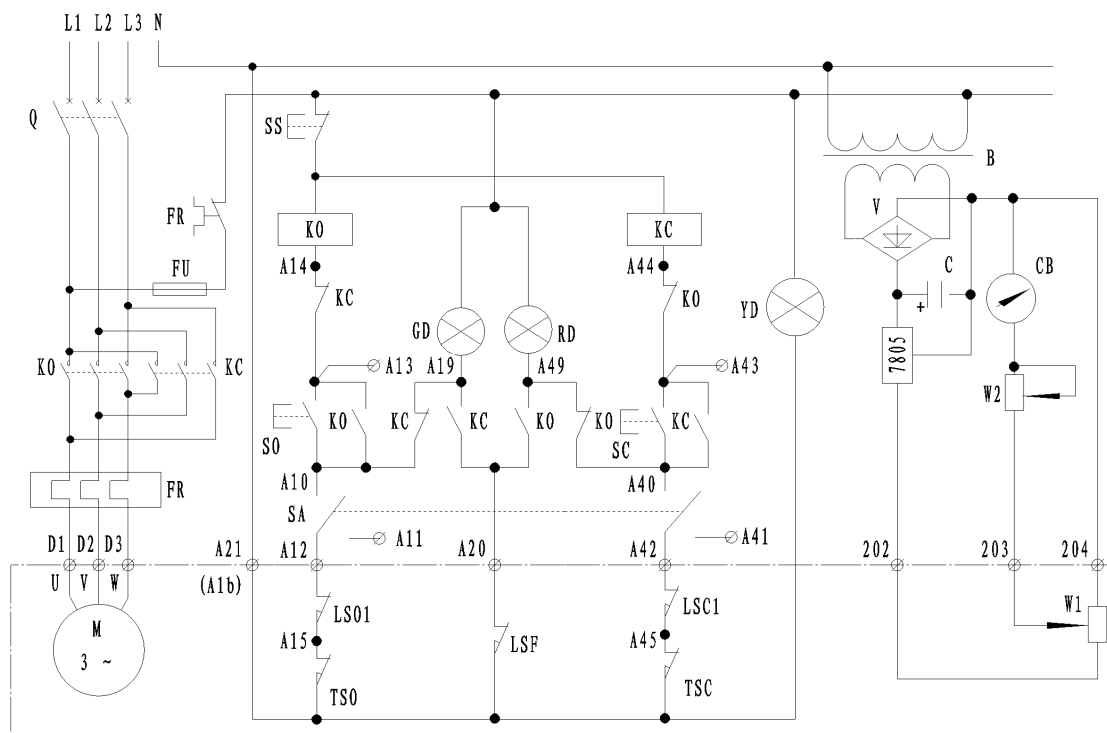 L1 L2 L3 N
Q
SS
B
FR
V
KO
KC
FU
A14
A44
C
CB
KC
KO
+
GD
RD
YD
A19
A49
7805
KO
KC
A13
A43
W2
SO
KO
KC
KC
KO
KO
SC
KC
A10
A40
FR
SA
A11
A41
D1 D2 D3
A21
A12
A20
A42
202
203
204
U V W
(A1b)
LSO1
LSC1
W1
M
3 ~
A15
LSF
A45
TSO
TSC